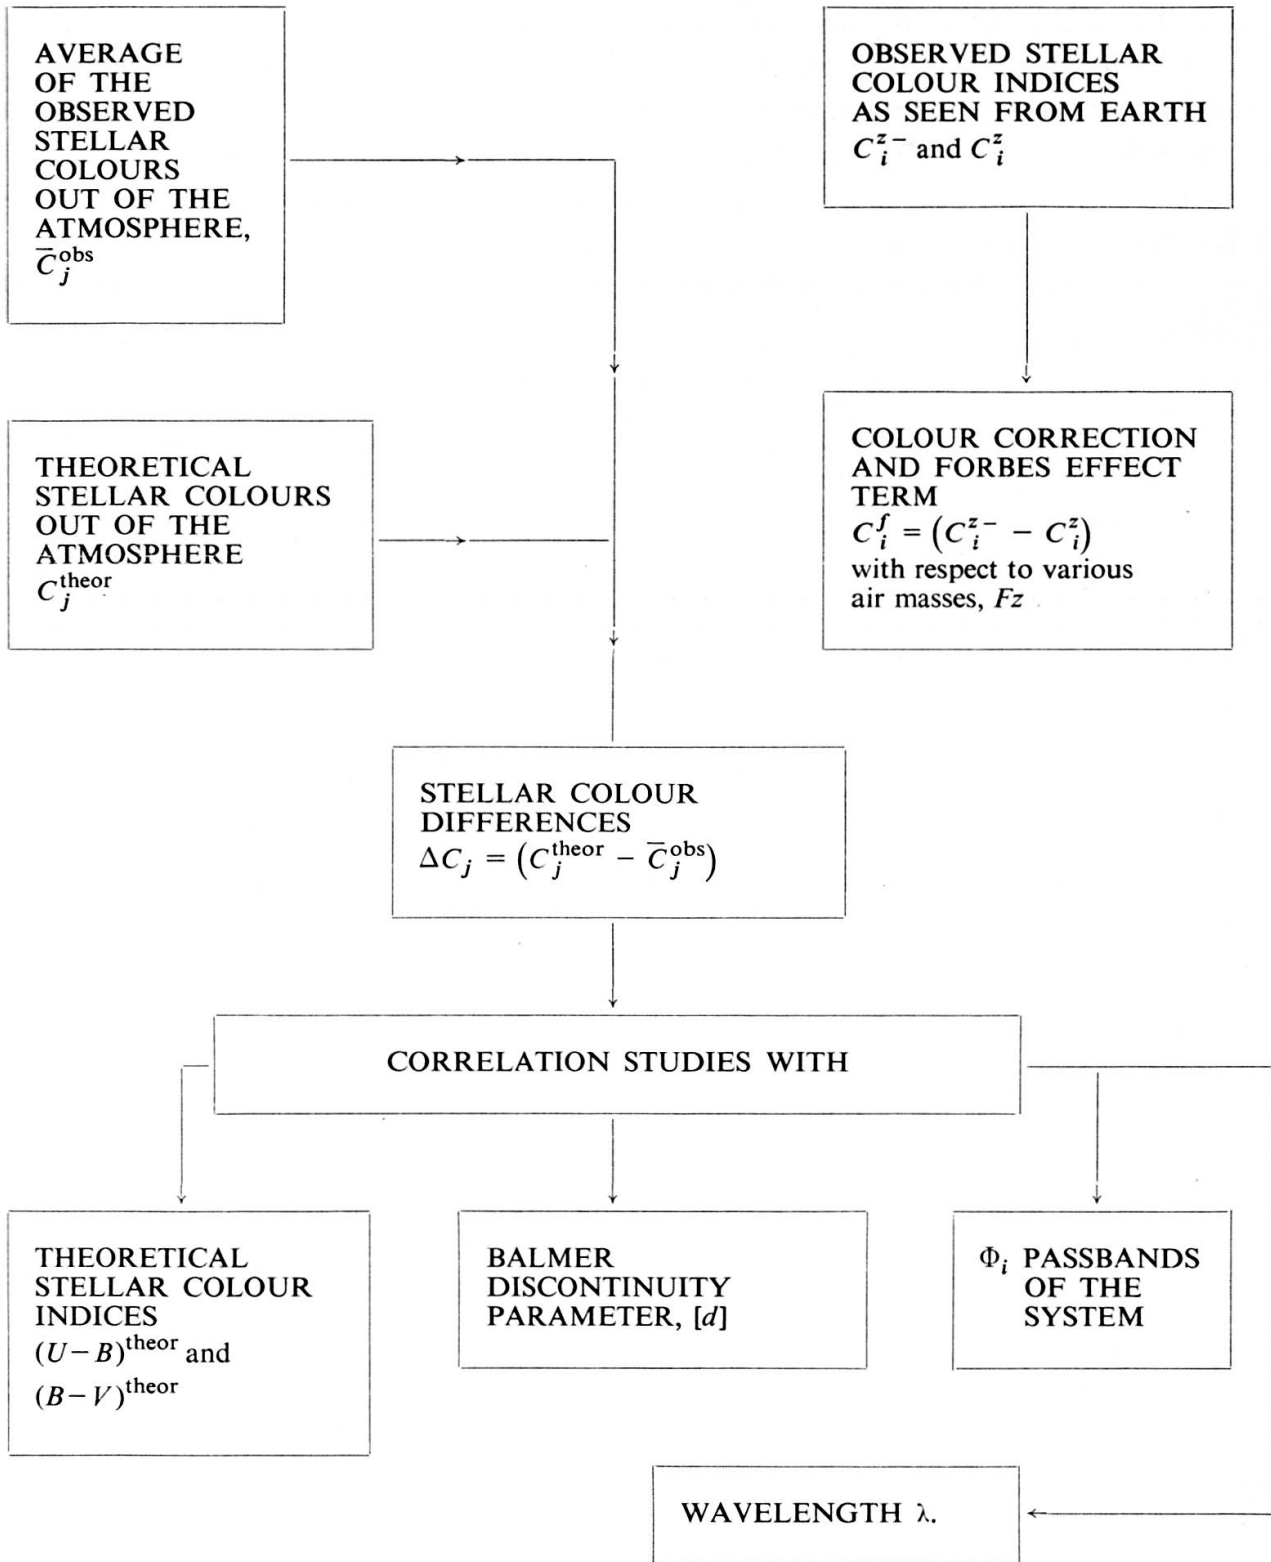 AVERAGE
OF THE
OBSERVED
STELLAR
COLOURS
OUT OF THE
ATMOSPHERE,
C̅_j^obs
OBSERVED STELLAR
COLOUR INDICES
AS SEEN FROM EARTH
C_i^z− and C_i^z
THEORETICAL
STELLAR COLOURS
OUT OF THE
ATMOSPHERE
C_j^theor
COLOUR CORRECTION
AND FORBES EFFECT
TERM
C_i^f = (C_i^z− − C_i^z)
with respect to various
air masses, Fz
STELLAR COLOUR
DIFFERENCES
ΔC_j = (C_j^theor − C̅_j^obs)
CORRELATION STUDIES WITH
THEORETICAL
STELLAR COLOUR
INDICES
(U−B)^theor and
(B−V)^theor
BALMER
DISCONTINUITY
PARAMETER, [d]
Φ_i PASSBANDS
OF THE
SYSTEM
WAVELENGTH λ.